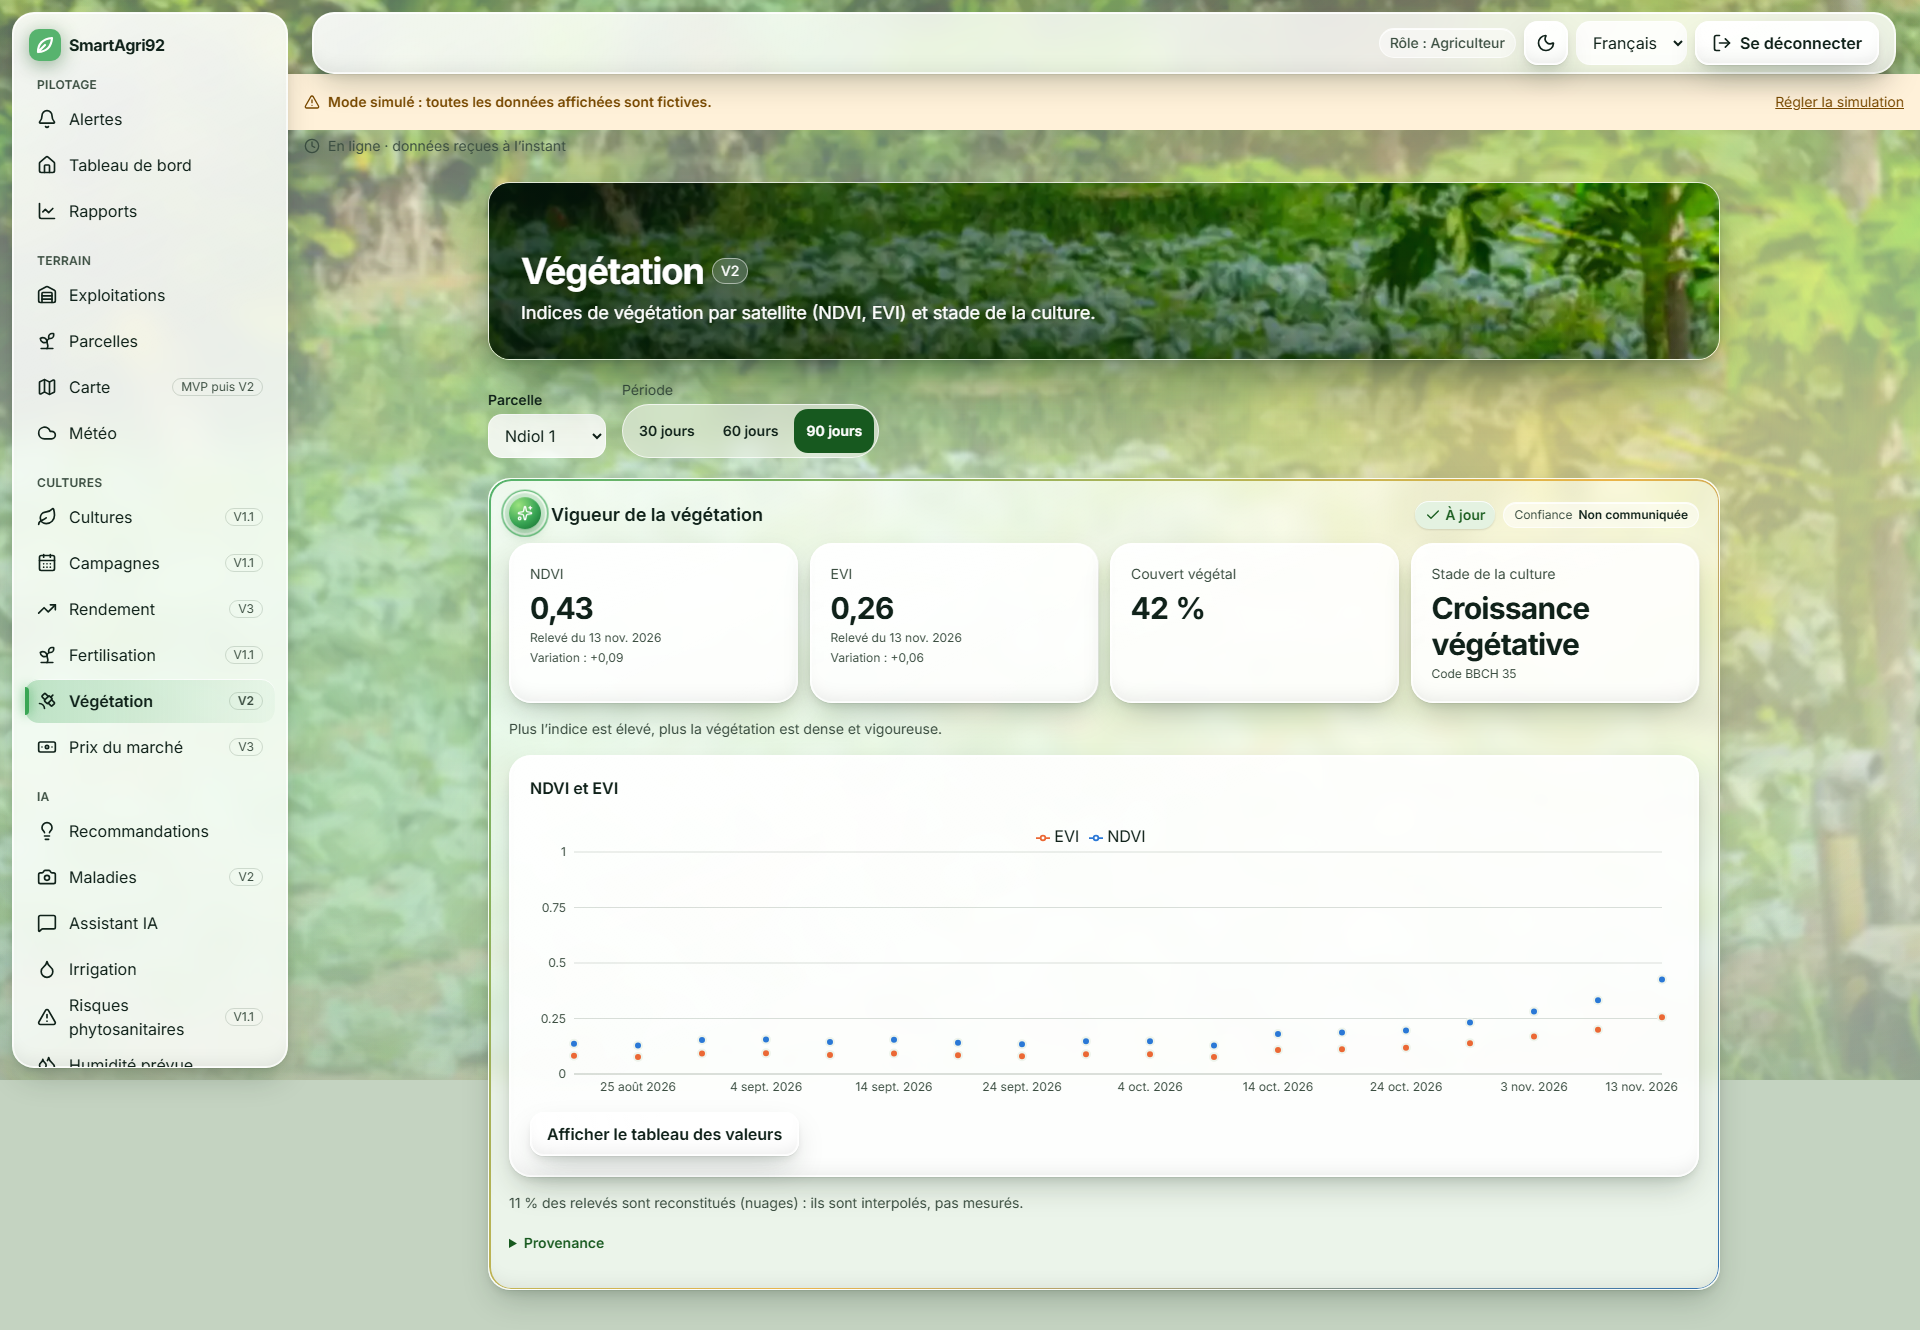 SmartAgri92
PILOTAGE
Alertes
Tableau de bord
Rapports
TERRAIN
Exploitations
Parcelles
Carte MVP puis V2
Météo
CULTURES
Cultures V1.1
Campagnes V1.1
Rendement V3
Fertilisation V1.1
Végétation V2
Prix du marché V3
IA
Recommandations
Maladies V2
Assistant IA
Irrigation
Risques
phytosanitaires V1.1
Humidité prévue
Rôle : Agriculteur
Français
Se déconnecter
Mode simulé : toutes les données affichées sont fictives.
Régler la simulation
En ligne · données reçues à l’instant
Végétation V2
Indices de végétation par satellite (NDVI, EVI) et stade de la culture.
Parcelle
Ndiol 1
Période
30 jours 60 jours 90 jours
Vigueur de la végétation
À jour
Confiance Non communiquée
NDVI
0,43
Relevé du 13 nov. 2026
Variation : +0,09
EVI
0,26
Relevé du 13 nov. 2026
Variation : +0,06
Couvert végétal
42 %
Stade de la culture
Croissance
végétative
Code BBCH 35
Plus l’indice est élevé, plus la végétation est dense et vigoureuse.
NDVI et EVI
EVI NDVI
1
0.75
0.5
0.25
0
25 août 2026 4 sept. 2026 14 sept. 2026 24 sept. 2026 4 oct. 2026 14 oct. 2026 24 oct. 2026 3 nov. 2026 13 nov. 2026
Afficher le tableau des valeurs
11 % des relevés sont reconstitués (nuages) : ils sont interpolés, pas mesurés.
Provenance